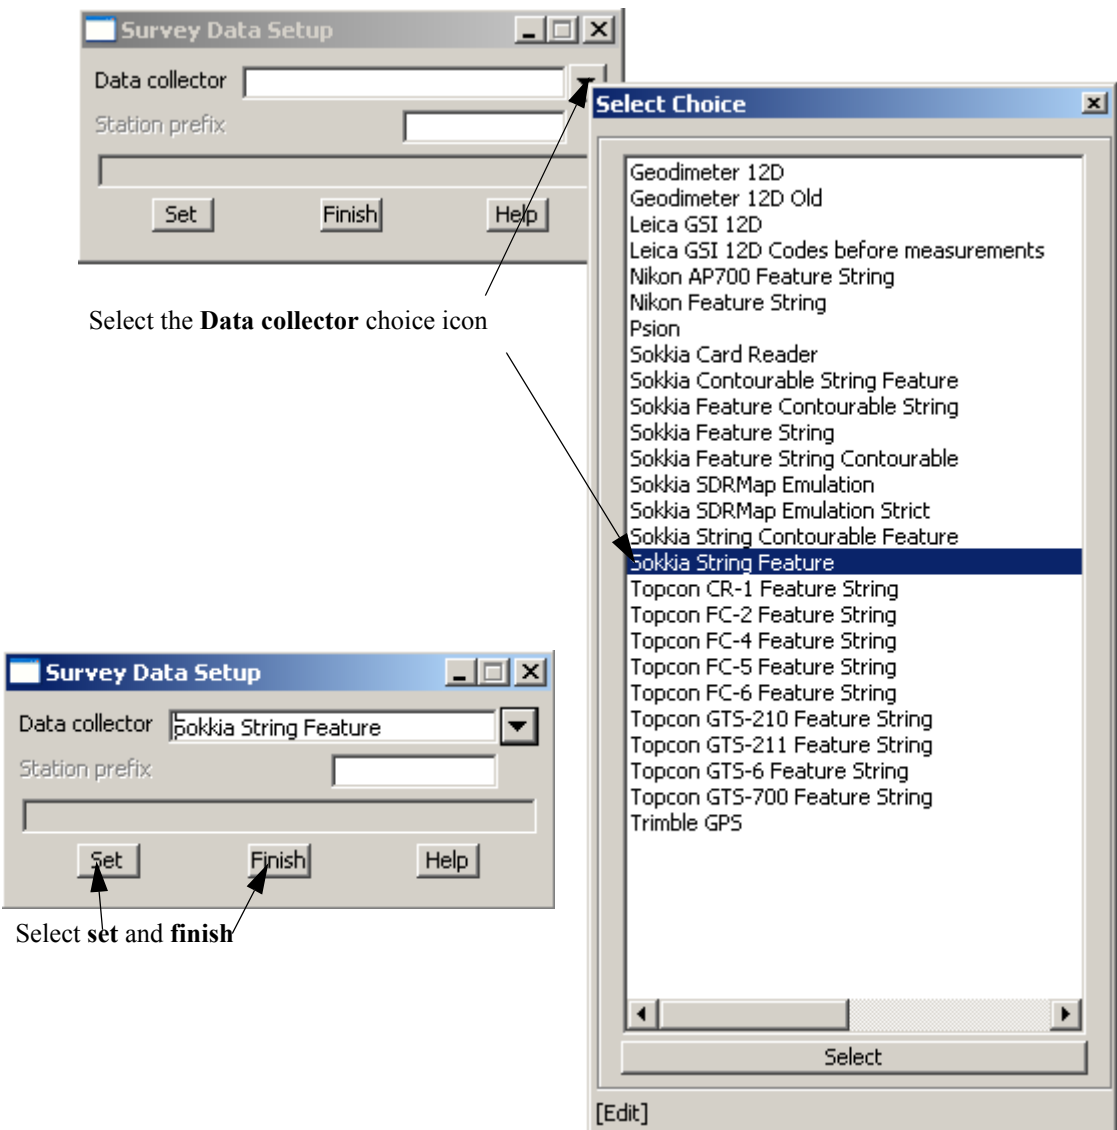 Survey Data Setup
Data collector
Station prefix
Set Finish Help
Select the Data collector choice icon
Select Choice
Geodimeter 12D
Geodimeter 12D Old
Leica GSI 12D
Leica GSI 12D Codes before measurements
Nikon AP700 Feature String
Nikon Feature String
Psion
Sokkia Card Reader
Sokkia Contourable String Feature
Sokkia Feature Contourable String
Sokkia Feature String
Sokkia Feature String Contourable
Sokkia SDRMap Emulation
Sokkia SDRMap Emulation Strict
Sokkia String Contourable Feature
Sokkia String Feature
Topcon CR-1 Feature String
Topcon FC-2 Feature String
Topcon FC-4 Feature String
Topcon FC-5 Feature String
Topcon FC-6 Feature String
Topcon GTS-210 Feature String
Topcon GTS-211 Feature String
Topcon GTS-6 Feature String
Topcon GTS-700 Feature String
Trimble GPS
Select
[Edit]
Survey Data Setup
Data collector Sokkia String Feature
Station prefix
Set Finish Help
Select set and finish